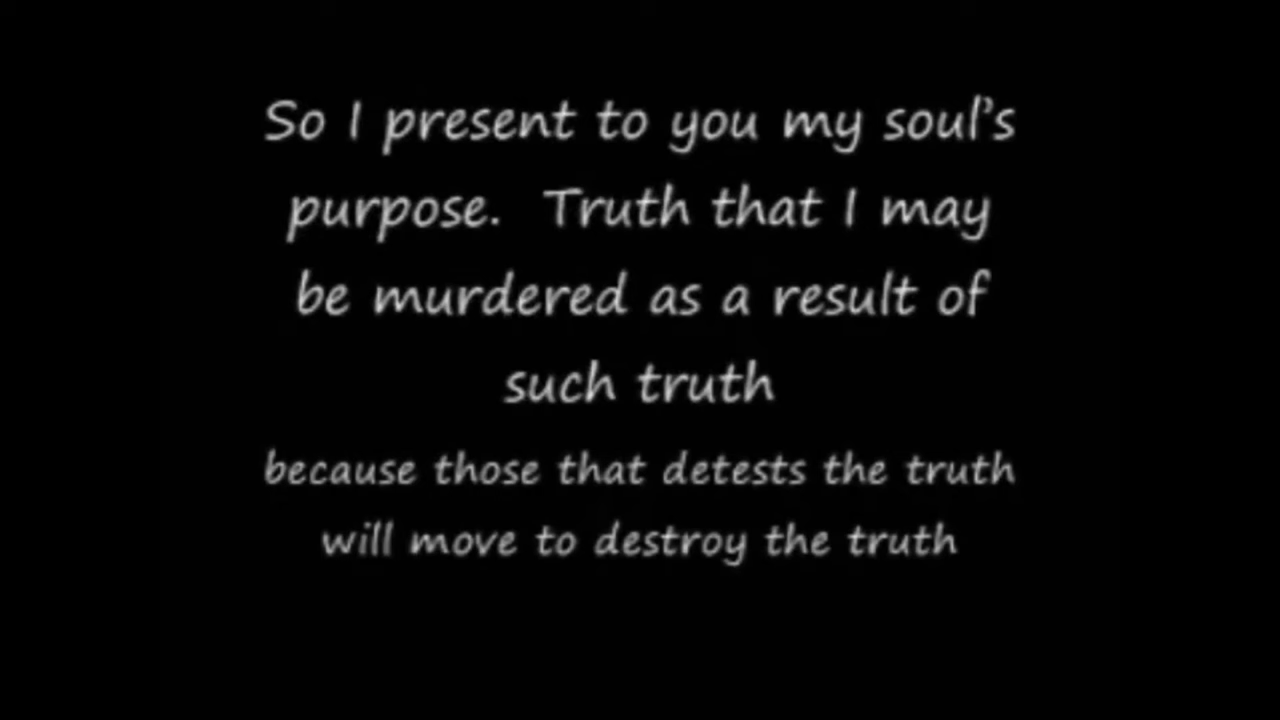 So I present to you my soul's
purpose.  Truth that I may
be murdered as a result of
such truth
because those that detests the truth
will move to destroy the truth